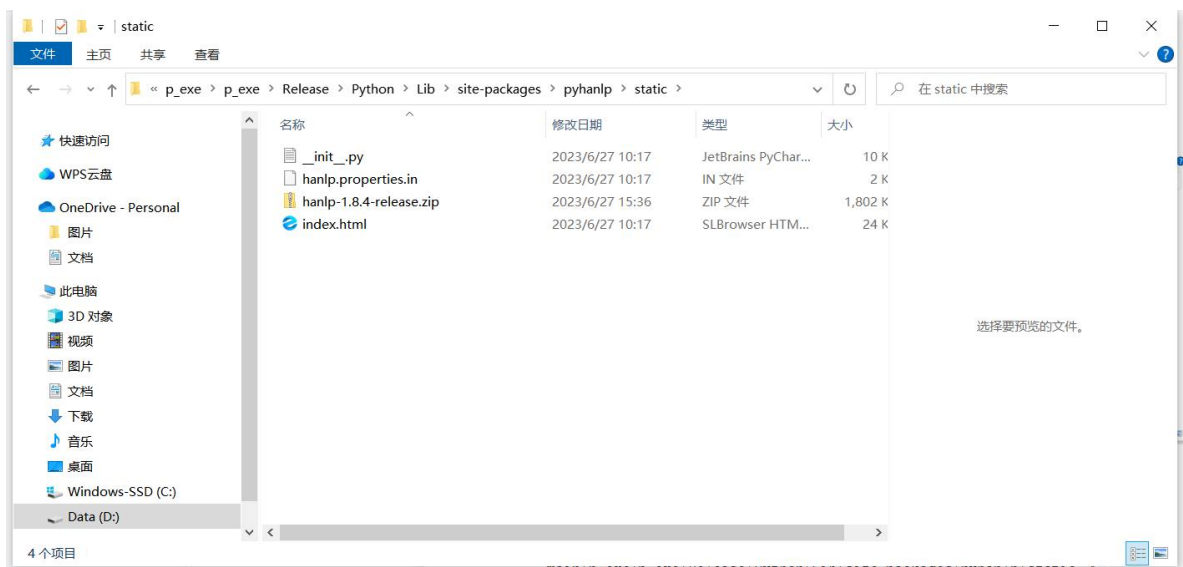 static
文件 主页 共享 查看
« p_exe > p_exe > Release > Python > Lib > site-packages > pyhanlp > static >
在 static 中搜索
快速访问
WPS云盘
OneDrive - Personal
图片
文档
此电脑
3D 对象
视频
图片
文档
下载
音乐
桌面
Windows-SSD (C:)
Data (D:)
名称 修改日期 类型 大小
__init__.py 2023/6/27 10:17 JetBrains PyChar... 10 K
hanlp.properties.in 2023/6/27 10:17 IN 文件 2 K
hanlp-1.8.4-release.zip 2023/6/27 15:36 ZIP 文件 1,802 K
index.html 2023/6/27 10:17 SLBrowser HTM... 24 K
选择要预览的文件。
4 个项目